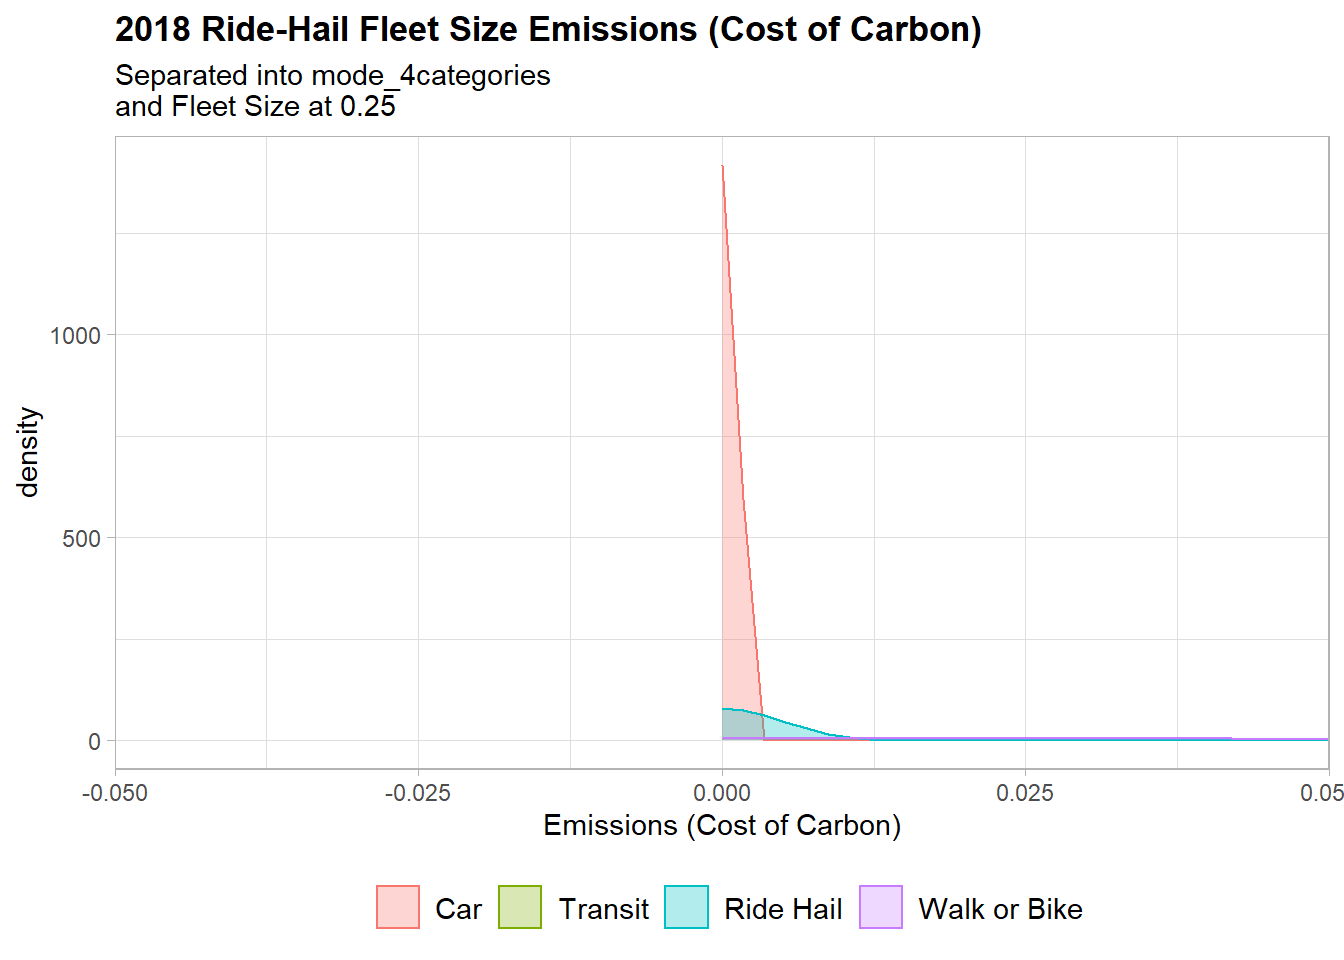 2018 Ride-Hail Fleet Size Emissions (Cost of Carbon)
Separated into mode_4categories
and Fleet Size at 0.25
density
1000
500
0
-0.050 -0.025 0.000 0.025 0.05
Emissions (Cost of Carbon)
Car Transit Ride Hail Walk or Bike